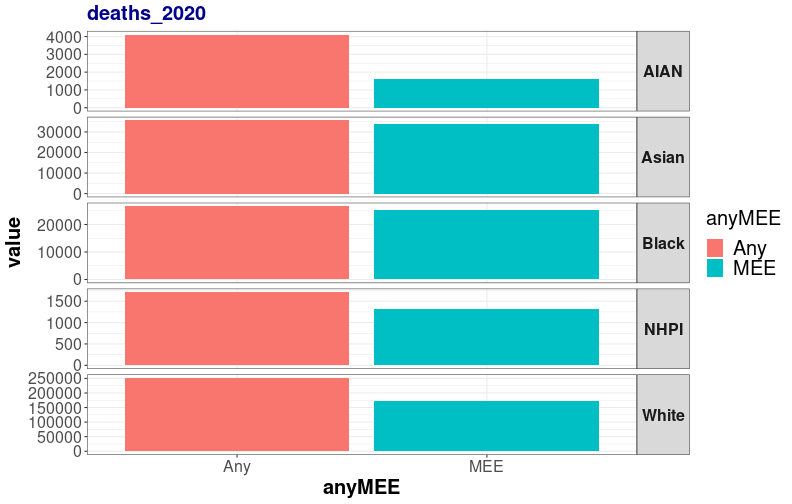 deaths_2020
4000
3000
2000
1000
0
AIAN
30000
20000
10000
0
Asian
20000
10000
0
Black
1500
1000
500
0
NHPI
250000
200000
150000
100000
50000
0
White
value
Any
MEE
anyMEE
anyMEE
Any
MEE